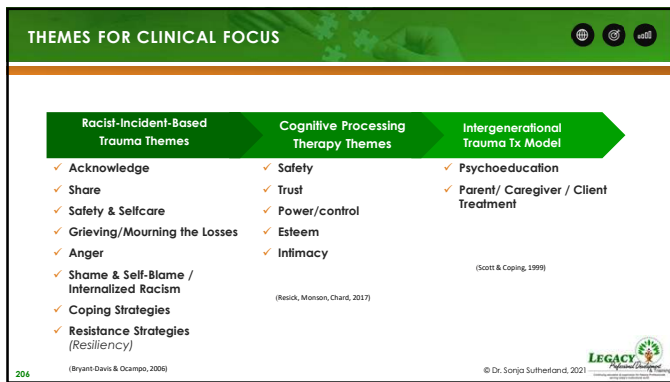 THEMES FOR CLINICAL FOCUS
Racist-Incident-Based
Trauma Themes
✓ Acknowledge
✓ Share
✓ Safety & Selfcare
✓ Grieving/Mourning the Losses
✓ Anger
✓ Shame & Self-Blame /
Internalized Racism
✓ Coping Strategies
✓ Resistance Strategies
(Resiliency)
(Bryant-Davis & Ocampo, 2006)
Cognitive Processing
Therapy Themes
✓ Safety
✓ Trust
✓ Power/control
✓ Esteem
✓ Intimacy
(Resick, Monson, Chard, 2017)
Intergenerational
Trauma Tx Model
✓ Psychoeducation
✓ Parent/ Caregiver / Client
Treatment
(Scott & Coping, 1999)
206
© Dr. Sonja Sutherland, 2021
LEGACY
Professional Development
& Training